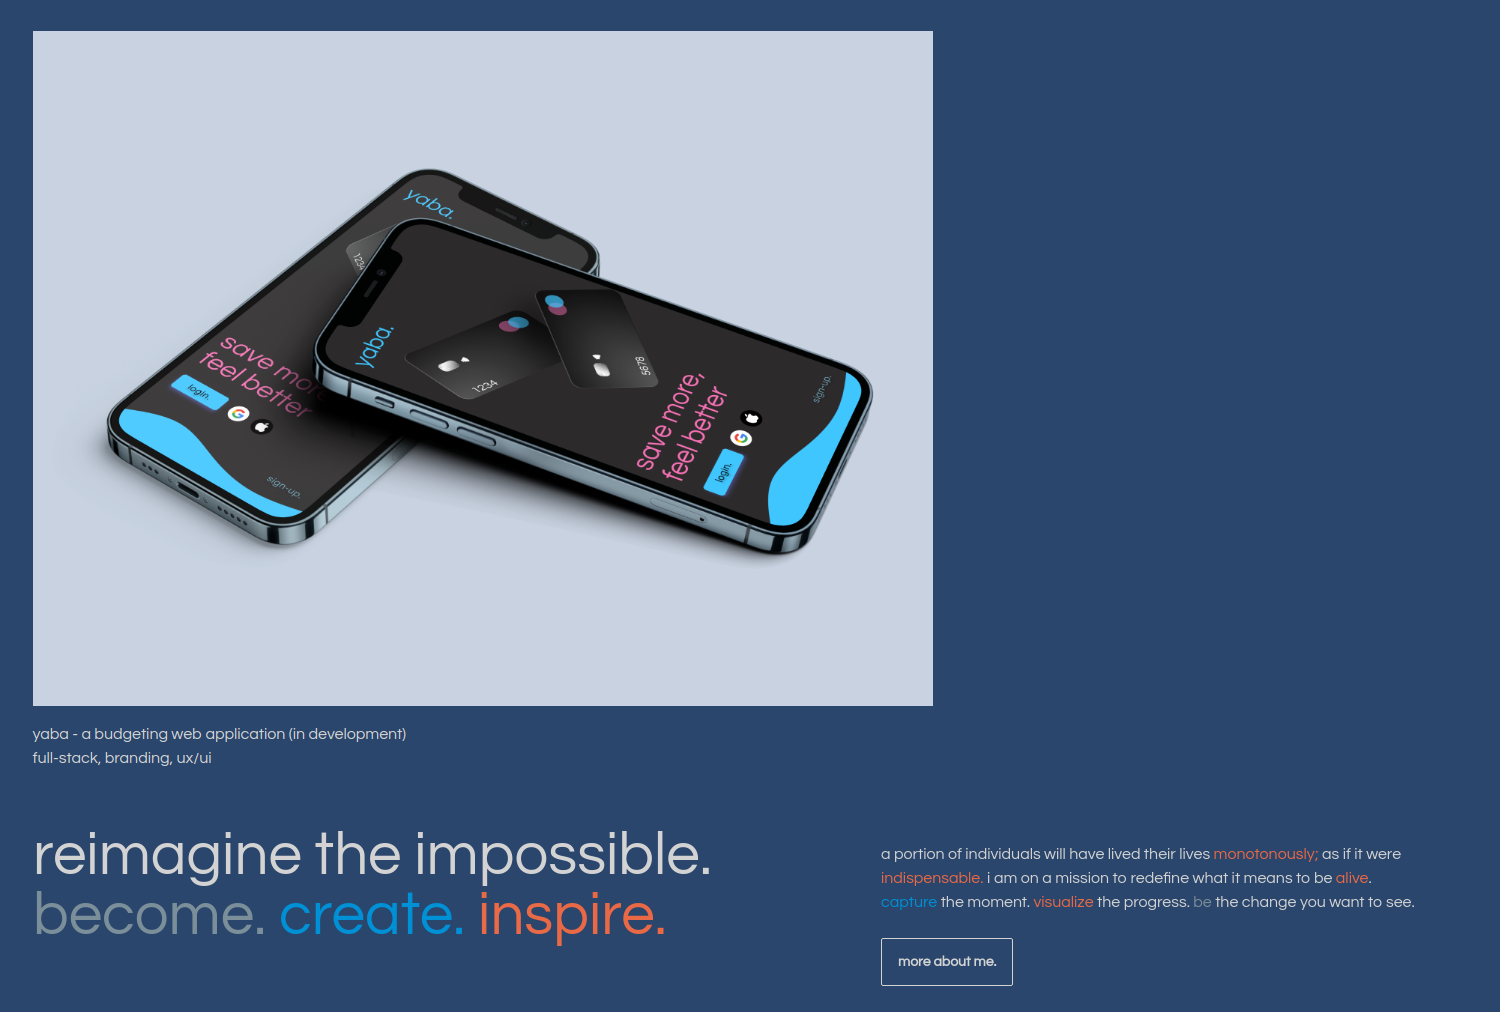 yaba.
1234
save more
feel better
login.
sign-up.
yaba.
1234
5678
save more,
feel better
login.
sign-up.
yaba - a budgeting web application (in development)
full-stack, branding, ux/ui
reimagine the impossible.
become. create. inspire.
a portion of individuals will have lived their lives monotonously; as if it were
indispensable. i am on a mission to redefine what it means to be alive.
capture the moment. visualize the progress. be the change you want to see.
more about me.